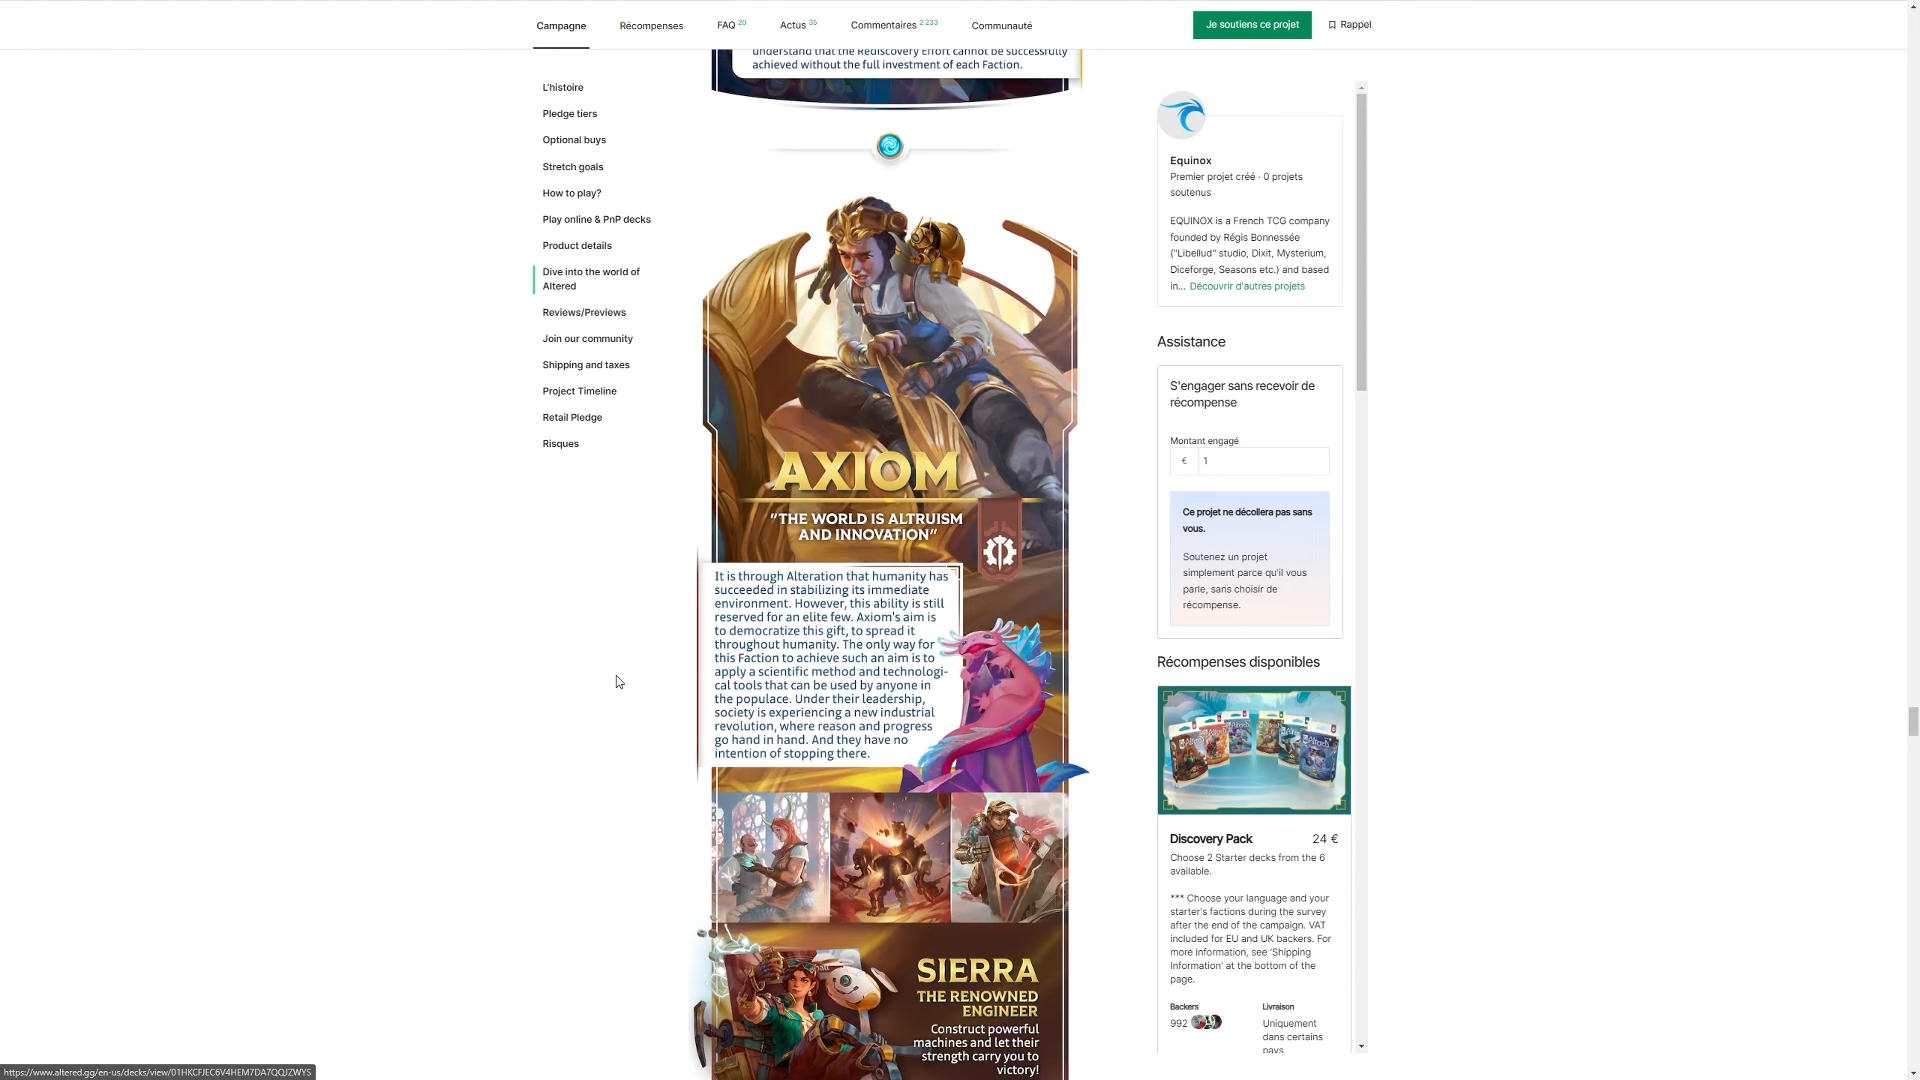 Campagne
Récompenses
FAQ 20
Actus 35
Commentaires 2 233
Communauté
Je soutiens ce projet
Rappel
understand that the Rediscovery Effort cannot be successfully
achieved without the full investment of each Faction.
L'histoire
Pledge tiers
Optional buys
Stretch goals
How to play?
Play online & PnP decks
Product details
Dive into the world of
Altered
Reviews/Previews
Join our community
Shipping and taxes
Project Timeline
Retail Pledge
Risques
AXIOM
"THE WORLD IS ALTRUISM
AND INNOVATION"
It is through Alteration that humanity has
succeeded in stabilizing its immediate
environment. However, this ability is still
reserved for an elite few. Axiom's aim is
to democratize this gift, to spread it
throughout humanity. The only way for
this Faction to achieve such an aim is to
apply a scientific method and technologi-
cal tools that can be used by anyone in
the populace. Under their leadership,
society is experiencing a new industrial
revolution, where reason and progress
go hand in hand. And they have no
intention of stopping there.
SIERRA
THE RENOWNED
ENGINEER
Construct powerful
machines and let their
strength carry you to
victory!
Equinox
Premier projet créé · 0 projets
soutenus
EQUINOX is a French TCG company
founded by Régis Bonnessée
("Libellud" studio, Dixit, Mysterium,
Diceforge, Seasons etc.) and based
in... Découvrir d'autres projets
Assistance
S'engager sans recevoir de
récompense
Montant engagé
€ 1
Ce projet ne décollera pas sans
vous.
Soutenez un projet
simplement parce qu'il vous
parle, sans choisir de
récompense.
Récompenses disponibles
Discovery Pack 24 €
Choose 2 Starter decks from the 6
available.
*** Choose your language and your
starter's factions during the survey
after the end of the campaign. VAT
included for EU and UK backers. For
more information, see 'Shipping
Information' at the bottom of the
page.
Backers
992
Livraison
Uniquement
dans certains
pays
https://www.altered.gg/en-us/decks/view/01HKCFJEC6V4HEM7DA7QQJZWYS